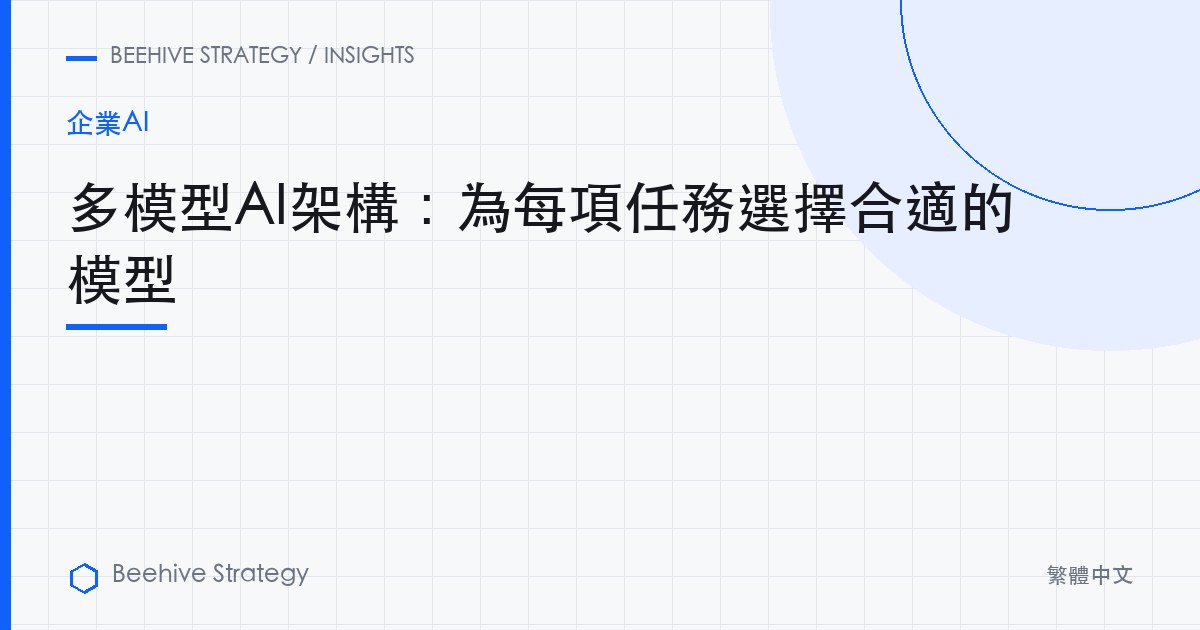 BEEHIVE STRATEGY / INSIGHTS
企業AI
多模型AI架構：為每項任務選擇合適的
模型
Beehive Strategy
繁體中文